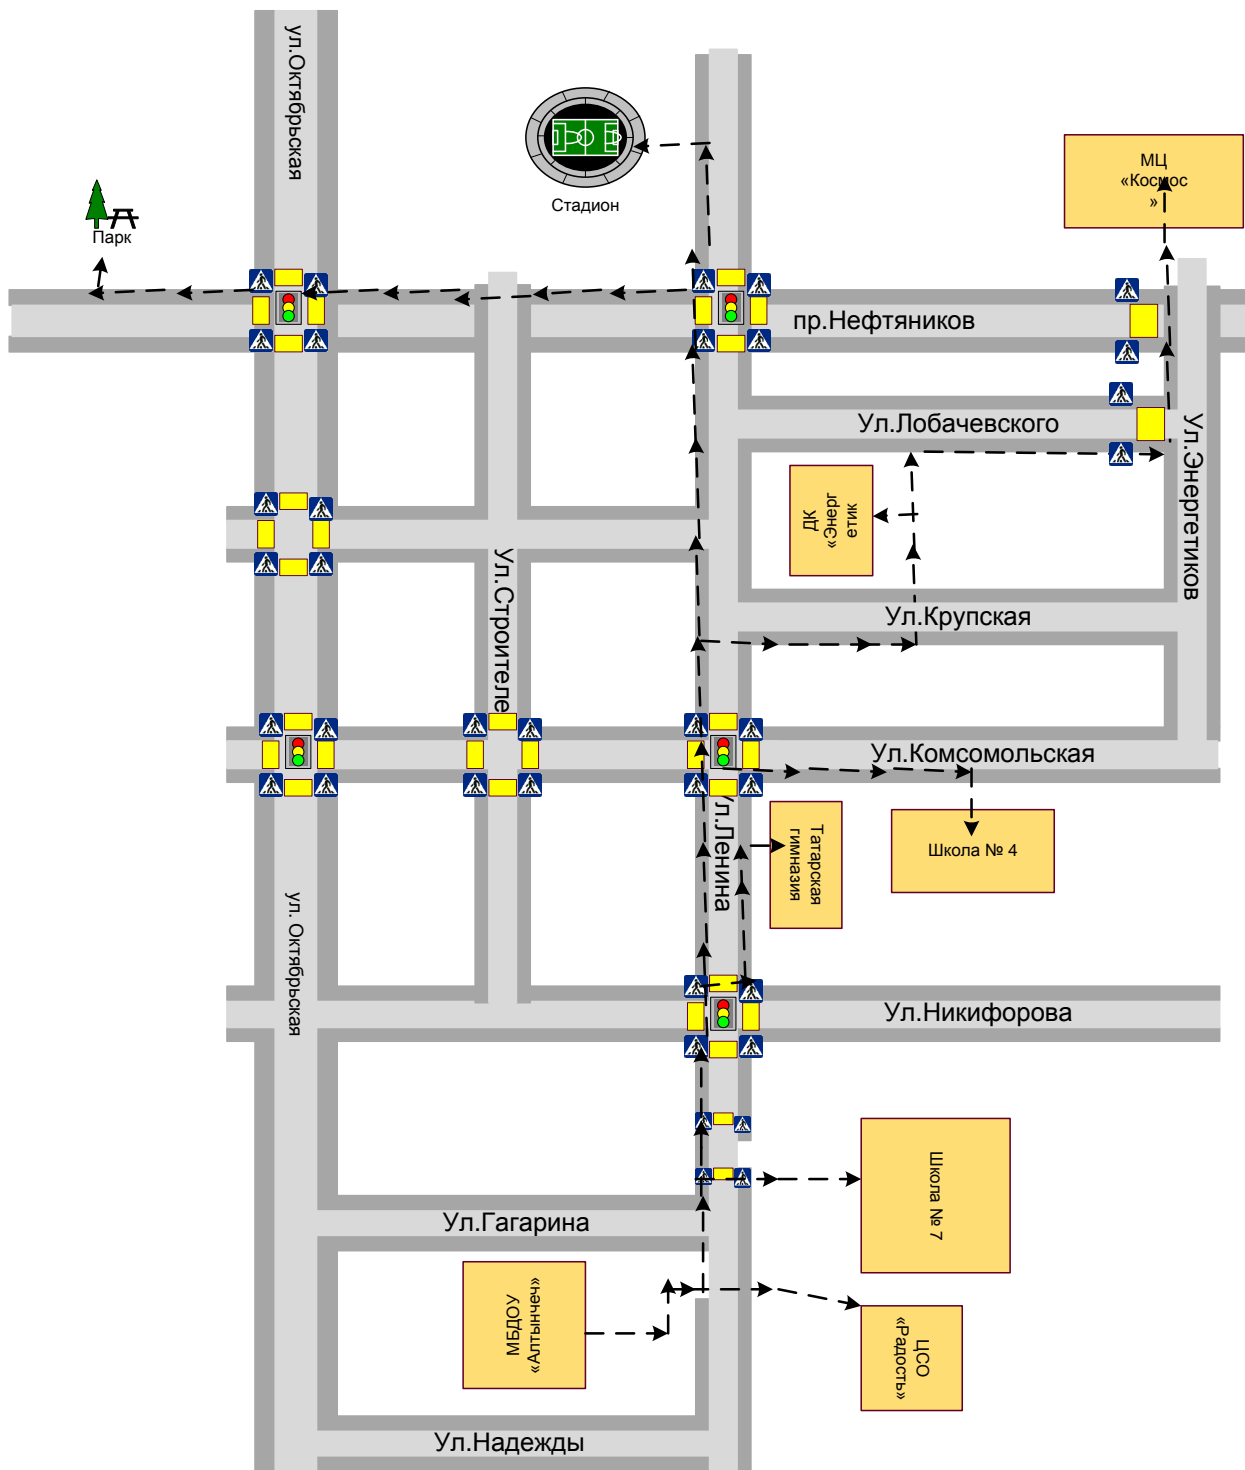 ул.Октябрьская
Стадион
МЦ
«Космос
»
Парк
пр.Нефтяников
Ул.Лобачевского
Ул.Энергетиков
ДК
«Энерг
етик
Ул.Строителе
Ул.Крупская
Ул.Комсомольская
Ул.Ленина
Татарская
гимназия
Школа № 4
ул. Октябрьская
Ул.Никифорова
Школа № 7
Ул.Гагарина
МБДОУ
«Алтынчеч»
ЦСО
«Радость»
Ул.Надежды